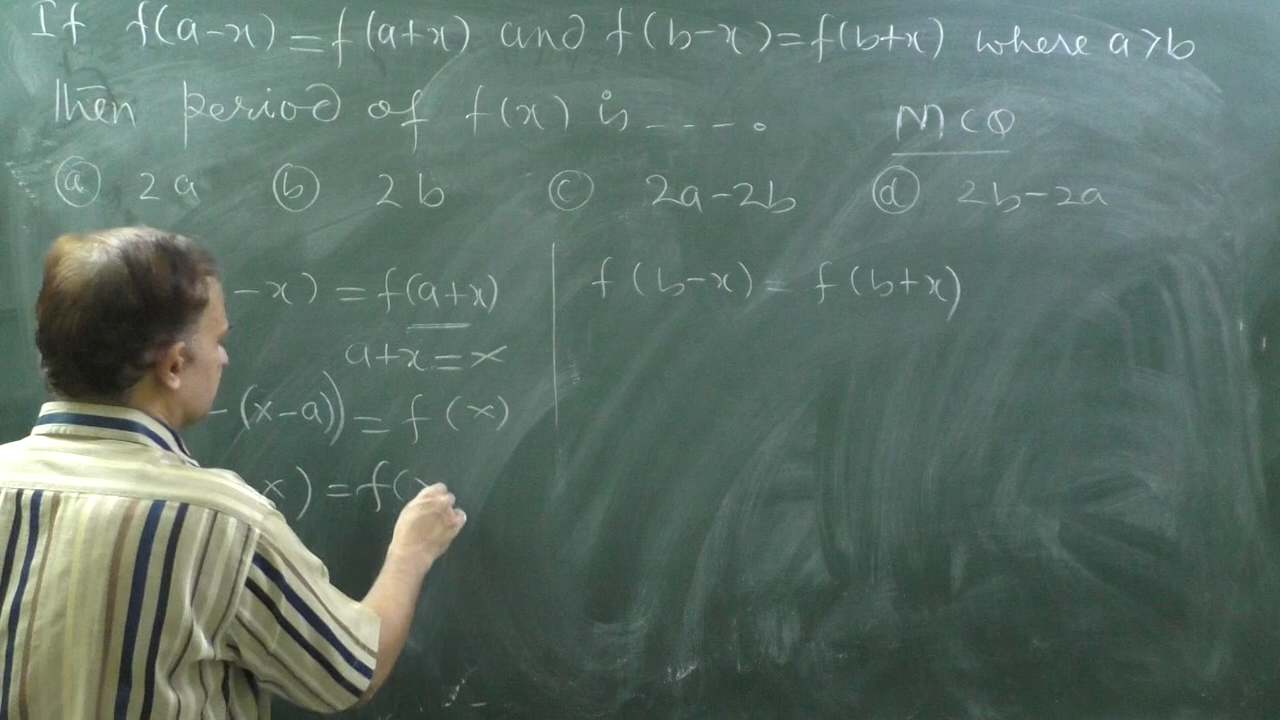 If f(a-x) = f(a+x) and f(b-x) = f(b+x) where a>b
Then period of f(x) is ---- .
MCQ
ⓐ 2a ⓑ 2b ⓒ 2a-2b ⓓ 2b-2a
-x) = f(a+x)
a+x = x
-(x-a)) = f(x)
x) = f(
f(b-x) = f(b+x)